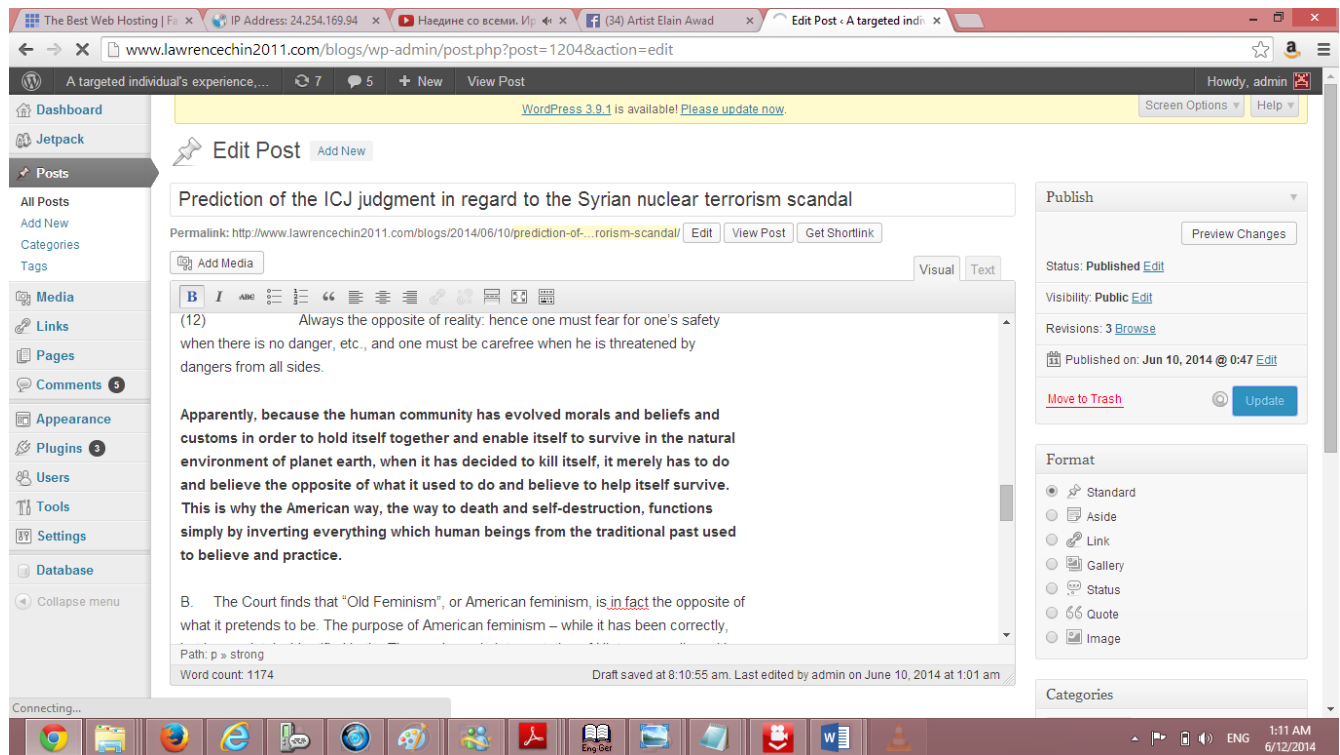 The Best Web Hosting | Fa
IP Address: 24.254.169.94
Наедине со всеми. Ир
(34) Artist Elain Awad
Edit Post ‹ A targeted indiv
www.lawrencechin2011.com/blogs/wp-admin/post.php?post=1204&action=edit
A targeted individual's experience,... 7 5 + New View Post Howdy, admin
Dashboard
Jetpack
Posts
All Posts
Add New
Categories
Tags
Media
Links
Pages
Comments 5
Appearance
Plugins 3
Users
Tools
Settings
Database
Collapse menu
WordPress 3.9.1 is available! Please update now.
Screen Options Help
Edit Post Add New
Prediction of the ICJ judgment in regard to the Syrian nuclear terrorism scandal
Permalink: http://www.lawrencechin2011.com/blogs/2014/06/10/prediction-of-...rorism-scandal/ Edit View Post Get Shortlink
Add Media
Visual Text
B I ABC
(12) Always the opposite of reality: hence one must fear for one's safety
when there is no danger, etc., and one must be carefree when he is threatened by
dangers from all sides.
Apparently, because the human community has evolved morals and beliefs and
customs in order to hold itself together and enable itself to survive in the natural
environment of planet earth, when it has decided to kill itself, it merely has to do
and believe the opposite of what it used to do and believe to help itself survive.
This is why the American way, the way to death and self-destruction, functions
simply by inverting everything which human beings from the traditional past used
to believe and practice.
B. The Court finds that “Old Feminism”, or American feminism, is in fact the opposite of
what it pretends to be. The purpose of American feminism – while it has been correctly,
Path: p » strong
Word count: 1174
Draft saved at 8:10:55 am. Last edited by admin on June 10, 2014 at 1:01 am
Publish
Preview Changes
Status: Published Edit
Visibility: Public Edit
Revisions: 3 Browse
Published on: Jun 10, 2014 @ 0:47 Edit
Move to Trash
Update
Format
Standard
Aside
Link
Gallery
Status
Quote
Image
Categories
Connecting...
Eng Ger
ENG
1:11 AM
6/12/2014